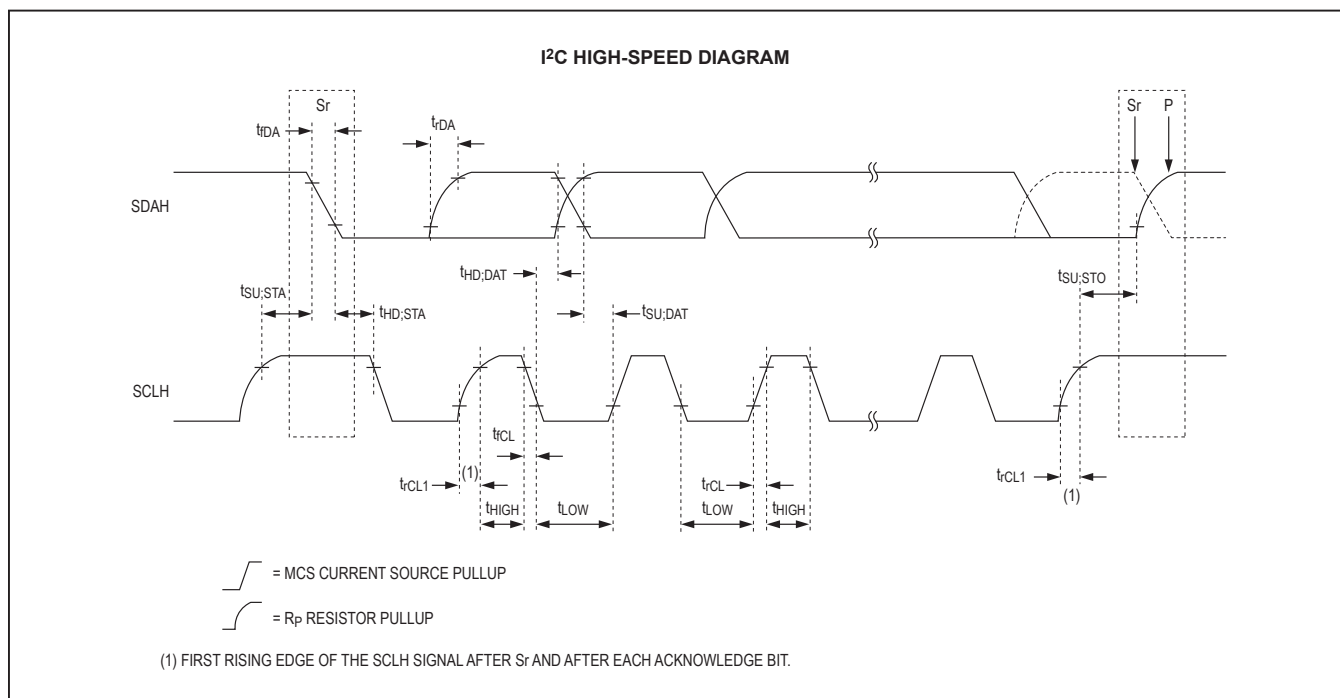 I2C HIGH-SPEED DIAGRAM
Sr
Sr P
tfDA
trDA
SDAH
tHD;DAT
tSU;STA
tHD;STA
tSU;DAT
tSU;STO
SCLH
tfCL
trCL1
(1)
tHIGH
tLOW
tLOW
trCL
tHIGH
trCL1
(1)
= MCS CURRENT SOURCE PULLUP
= RP RESISTOR PULLUP
(1) FIRST RISING EDGE OF THE SCLH SIGNAL AFTER Sr AND AFTER EACH ACKNOWLEDGE BIT.